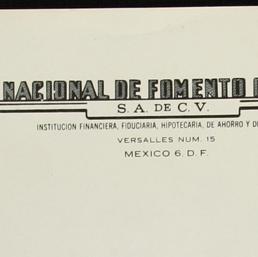 NACIONAL DE FOMENTO
S. A. DE C. V.
INSTITUCION FINANCIERA, FIDUCIARIA, HIPOTECARIA, DE AHORRO Y
VERSALLES NUM. 15
MEXICO 6, D. F.